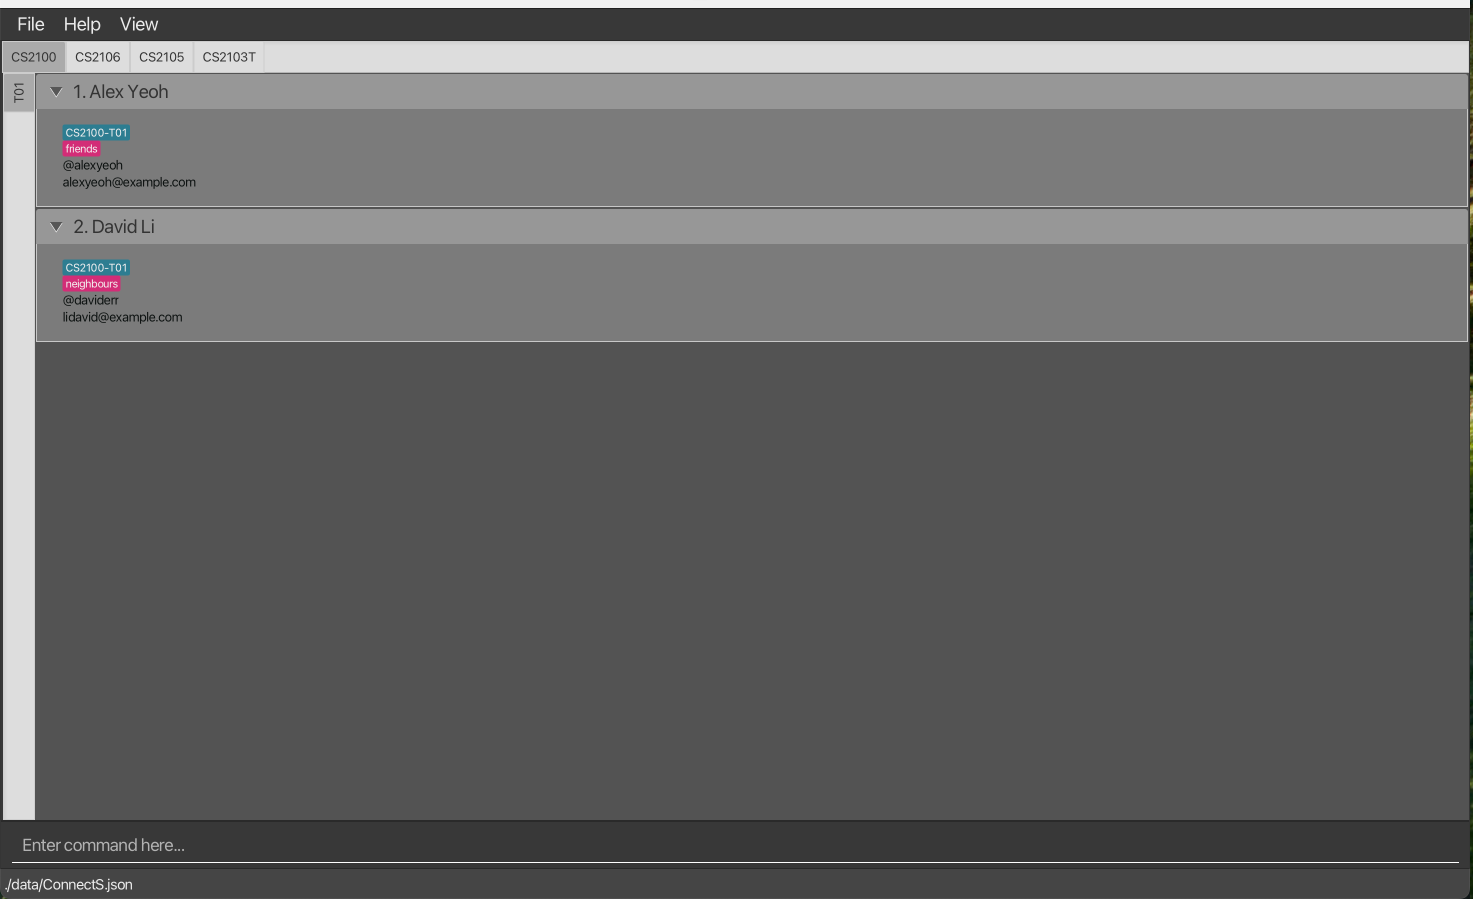 File Help View
CS2100 CS2106 CS2105 CS2103T
T01
1. Alex Yeoh
CS2100-T01
friends
@alexyeoh
alexyeoh@example.com
2. David Li
CS2100-T01
neighbours
@daviderr
lidavid@example.com
Enter command here...
./data/ConnectS.json